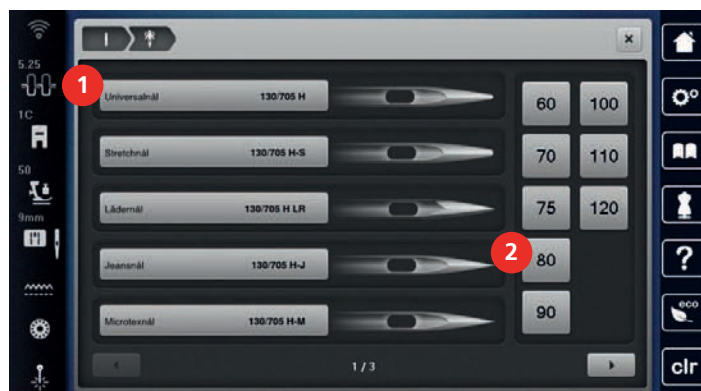 5.25
1
Universalnål 130/705 H
60 100
1C
Stretchnål 130/705 H-S
70 110
50
Lädernål 130/705 H LR
75 120
9mm
2
Jeansnål 130/705 H-J
80
?
eco
Microtexnål 130/705 H-M
90
1 / 3
clr